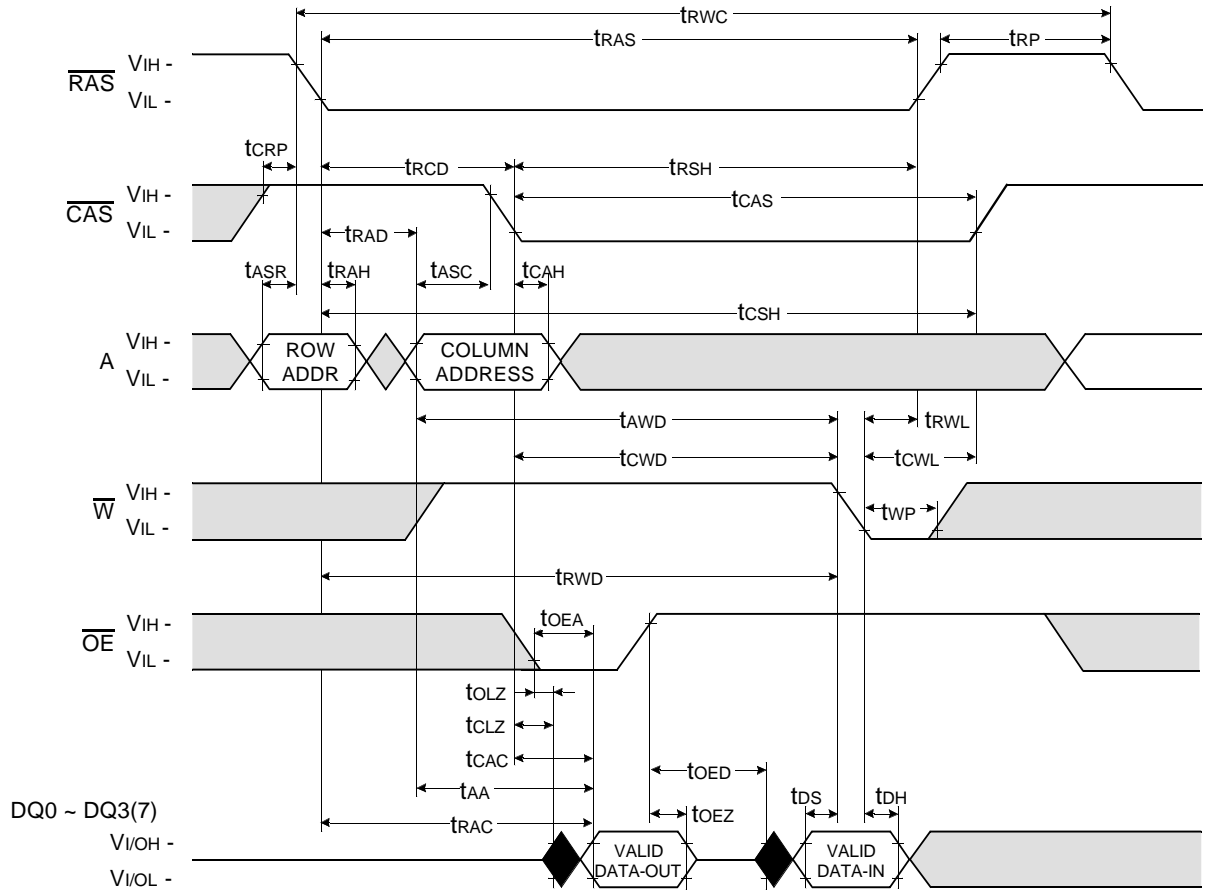 tRWC
tRAS
tRP
RAS
VIH -
VIL -
tCRP
tRCD
tRSH
CAS
VIH -
VIL -
tCAS
tRAD
tASR
tRAH
tASC
tCAH
tCSH
A
VIH -
VIL -
ROW
ADDR
COLUMN
ADDRESS
tAWD
tRWL
tCWD
tCWL
W
VIH -
VIL -
tWP
tRWD
OE
VIH -
VIL -
tOEA
tOLZ
tCLZ
tCAC
tOED
tAA
tDS
tDH
DQ0 ~ DQ3(7)
tRAC
tOEZ
VI/OH -
VI/OL -
VALID
DATA-OUT
VALID
DATA-IN